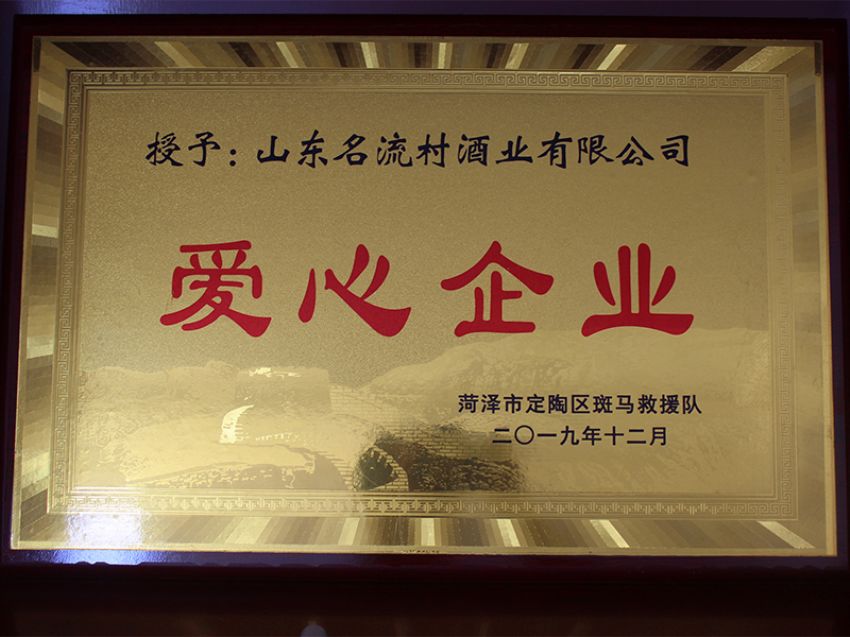 授予：山东名流村酒业有限公司
爱心企业
菏泽市定陶区斑马救援队
二〇一九年十二月